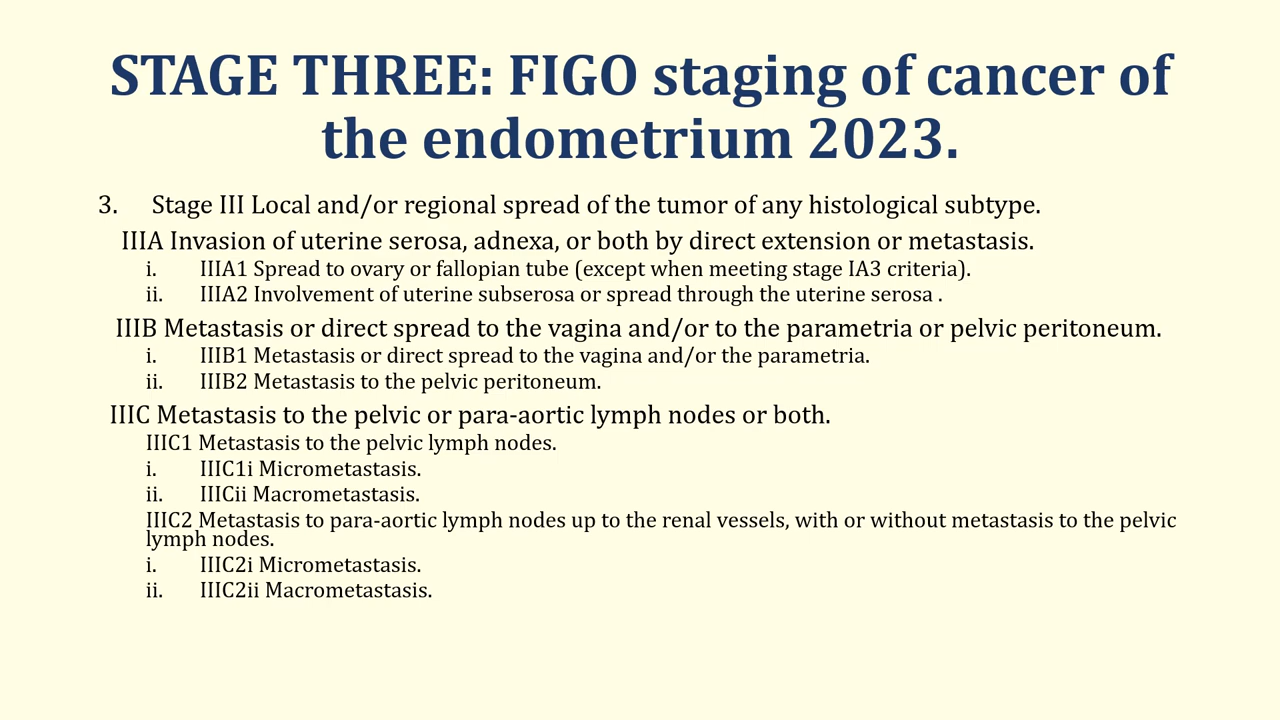 STAGE THREE: FIGO staging of cancer of
the endometrium 2023.
3. Stage III Local and/or regional spread of the tumor of any histological subtype.
IIIA Invasion of uterine serosa, adnexa, or both by direct extension or metastasis.
i. IIIA1 Spread to ovary or fallopian tube (except when meeting stage IA3 criteria).
ii. IIIA2 Involvement of uterine subserosa or spread through the uterine serosa .
IIIB Metastasis or direct spread to the vagina and/or to the parametria or pelvic peritoneum.
i. IIIB1 Metastasis or direct spread to the vagina and/or the parametria.
ii. IIIB2 Metastasis to the pelvic peritoneum.
IIIC Metastasis to the pelvic or para-aortic lymph nodes or both.
IIIC1 Metastasis to the pelvic lymph nodes.
i. IIIC1i Micrometastasis.
ii. IIICii Macrometastasis.
IIIC2 Metastasis to para-aortic lymph nodes up to the renal vessels, with or without metastasis to the pelvic
lymph nodes.
i. IIIC2i Micrometastasis.
ii. IIIC2ii Macrometastasis.